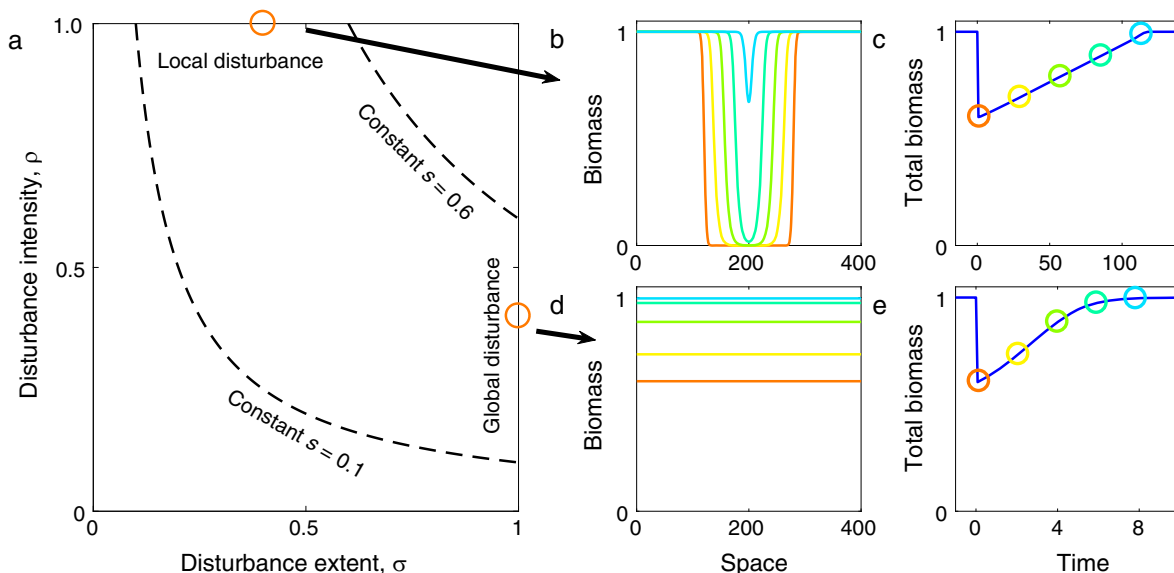 a
1.0
0.5
0
0
0.5
1
Disturbance intensity, ρ
Disturbance extent, σ
Local disturbance
Constant s = 0.6
Constant s = 0.1
Global disturbance
b
1
0
0
200
400
Biomass
c
1
0
0
50
100
Total biomass
d
1
0
0
200
400
Biomass
Space
e
1
0
0
4
8
Total biomass
Time